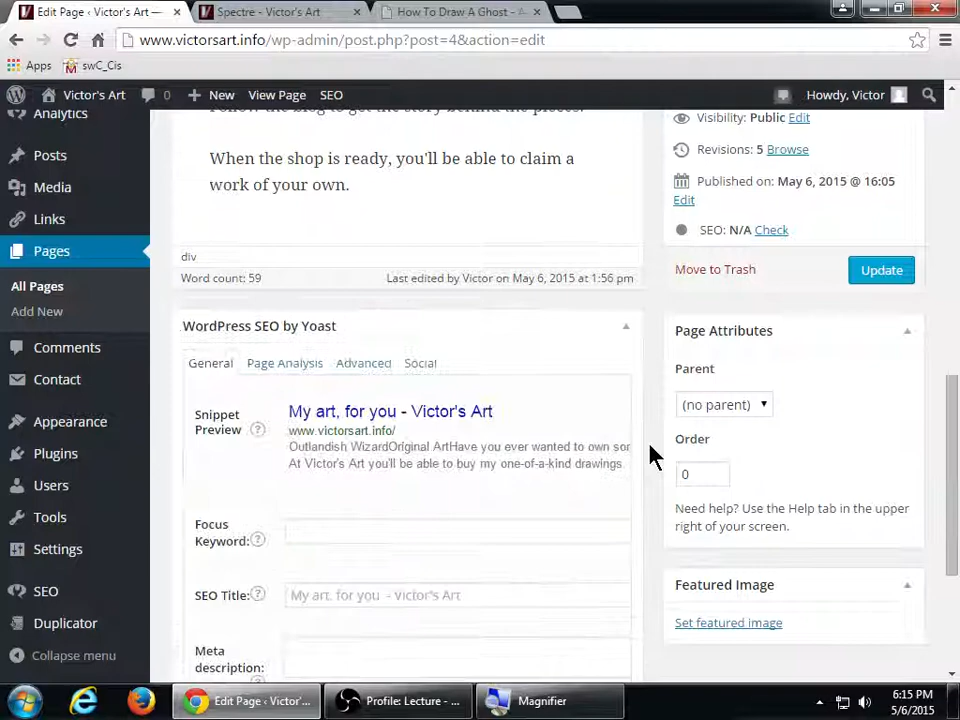 Edit Page ‹ Victor's Art —
Spectre - Victor's Art
How To Draw A Ghost - A
www.victorsart.info/wp-admin/post.php?post=4&action=edit
Apps
swC_Cis
Victor's Art
0
New
View Page
SEO
Howdy, Victor
Analytics
Posts
Media
Links
Pages
All Pages
Add New
Comments
Contact
Appearance
Plugins
Users
Tools
Settings
SEO
Duplicator
Collapse menu
Follow the blog to get the story behind the pieces.
When the shop is ready, you'll be able to claim a
work of your own.
div
Word count: 59
Last edited by Victor on May 6, 2015 at 1:56 pm
WordPress SEO by Yoast
General
Page Analysis
Advanced
Social
Snippet
Preview
?
My art, for you - Victor's Art
www.victorsart.info/
Outlandish WizardOriginal ArtHave you ever wanted to own sor
At Victor's Art you'll be able to buy my one-of-a-kind drawings.
Focus
Keyword:
?
SEO Title:
?
My art, for you - Victor's Art
Meta
description:
Visibility: Public Edit
Revisions: 5 Browse
Published on: May 6, 2015 @ 16:05
Edit
SEO: N/A Check
Move to Trash
Update
Page Attributes
Parent
(no parent)
Order
0
Need help? Use the Help tab in the upper
right of your screen.
Featured Image
Set featured image
Edit Page ‹ Victor'...
Profile: Lecture - ...
Magnifier
6:15 PM
5/6/2015